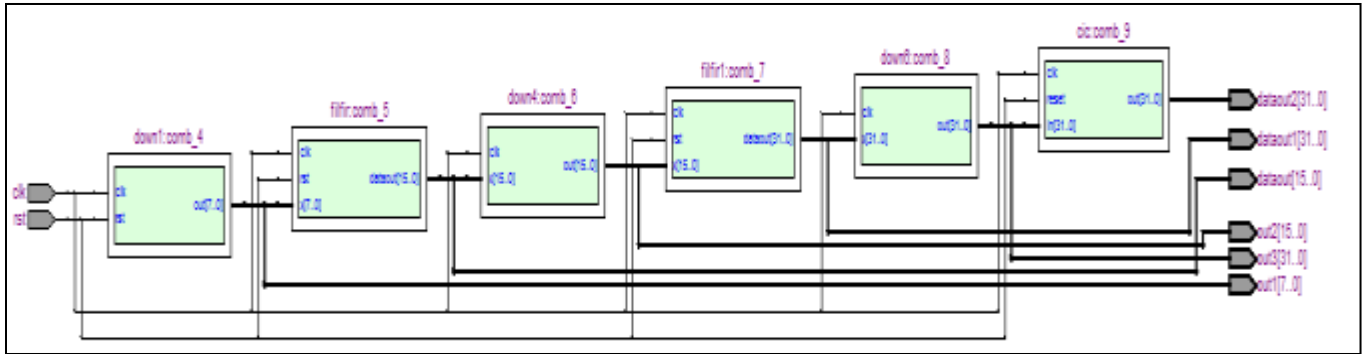 clk
rst
down1:comb_4
clk
rst
out[7..0]
filfir:comb_5
clk
rst
x[7..0]
dataout[15..0]
down4:comb_6
clk
x[15..0]
out[15..0]
filfir1:comb_7
clk
rst
x[15..0]
dataout[31..0]
comb_8
clk
x[31..0]
out[31..0]
cic:comb_9
clk
reset
in[31..0]
out[31..0]
dataout2[31..0]
dataout1[31..0]
dataout[15..0]
out2[15..0]
out3[31..0]
out1[7..0]